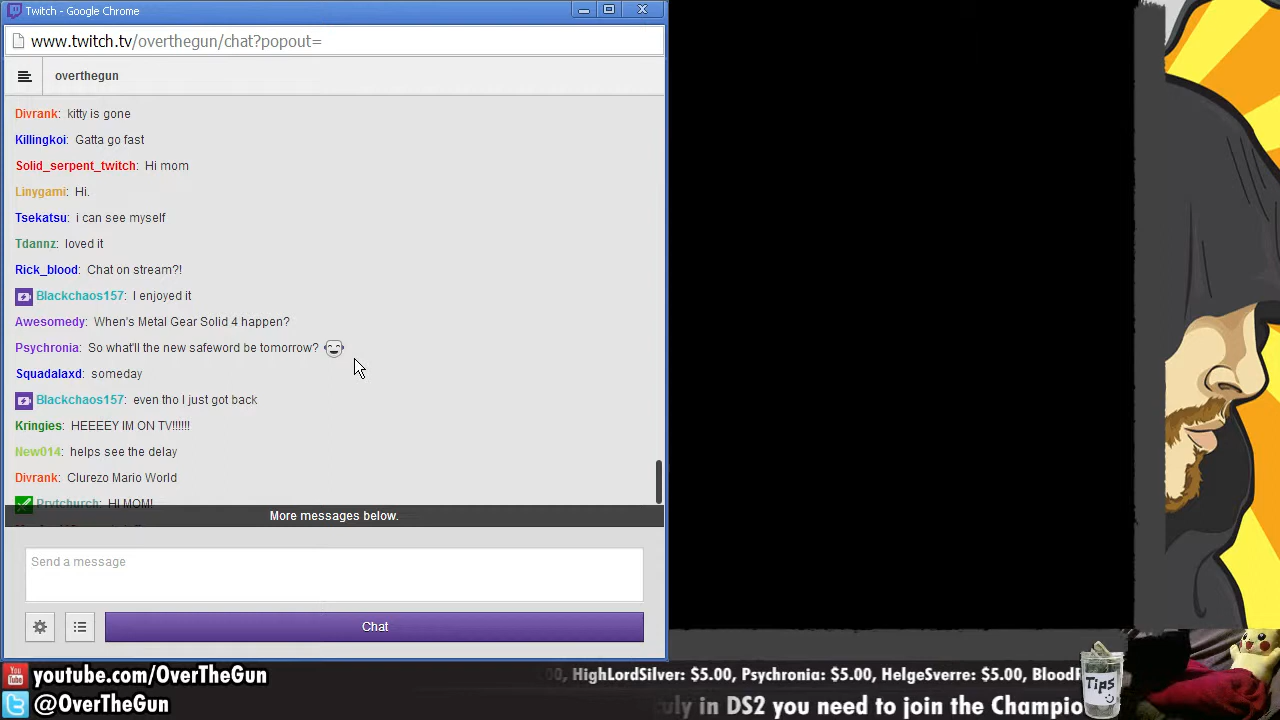 Twitch - Google Chrome
www.twitch.tv/overthegun/chat?popout=
overthegun
Divrank: kitty is gone
Killingkoi: Gatta go fast
Solid_serpent_twitch: Hi mom
Linygami: Hi.
Tsekatsu: i can see myself
Tdannz: loved it
Rick_blood: Chat on stream?!
Blackchaos157: I enjoyed it
Awesomedy: When's Metal Gear Solid 4 happen?
Psychronia: So what'll the new safeword be tomorrow?
Squadalaxd: someday
Blackchaos157: even tho I just got back
Kringies: HEEEEY IM ON TV!!!!!!
New014: helps see the delay
Divrank: Clurezo Mario World
Prytchurch: HI MOM!
More messages below.
Send a message
Chat
You Tube youtube.com/OverTheGun
@OverTheGun
HighLordSilver: $5.00, Psychronia: $5.00, HelgeSverre: $5.00,
in DS2 you need to join the Champio
Tips